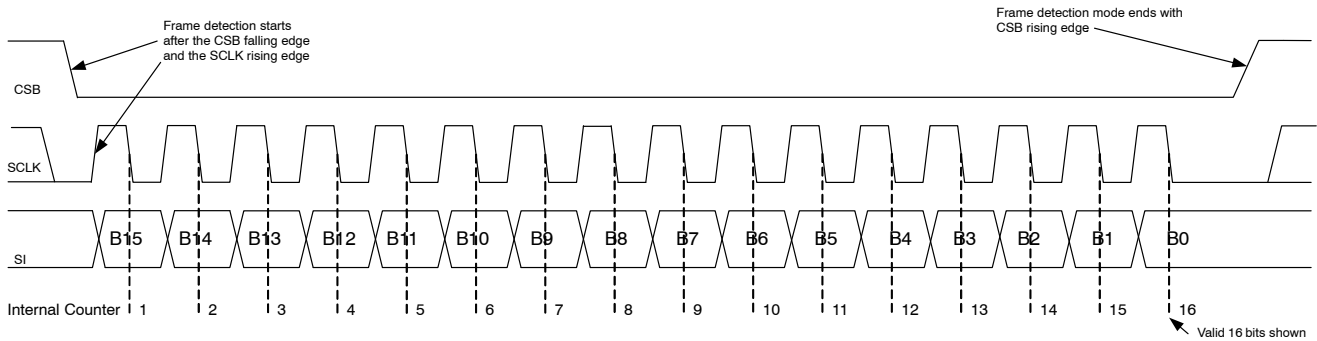 Frame detection starts
after the CSB falling edge
and the SCLK rising edge
Frame detection mode ends with
CSB rising edge
CSB
SCLK
SI
B15 B14 B13 B12 B11 B10 B9 B8 B7 B6 B5 B4 B3 B2 B1 B0
Internal Counter 1 2 3 4 5 6 7 8 9 10 11 12 13 14 15 16
Valid 16 bits shown